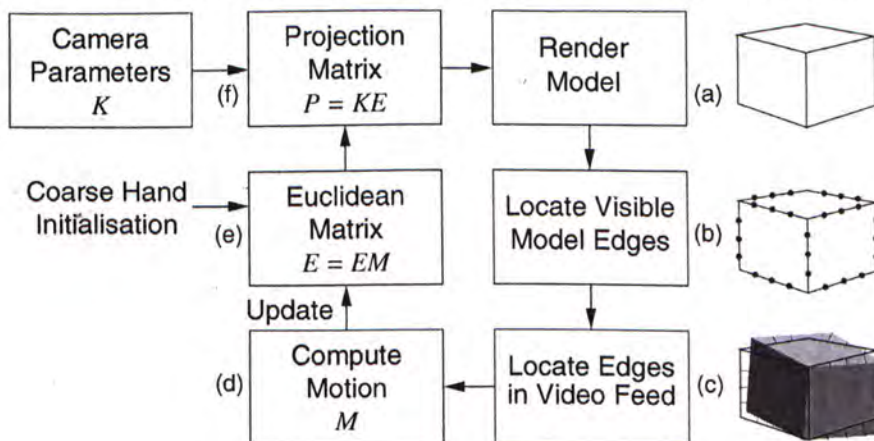 Camera
Parameters
K
(f)
Projection
Matrix
P = KE
Render
Model
(a)
Coarse Hand
Initialisation
(e)
Euclidean
Matrix
E = EM
Locate Visible
Model Edges
(b)
Update
(d)
Compute
Motion
M
Locate Edges
in Video Feed
(c)